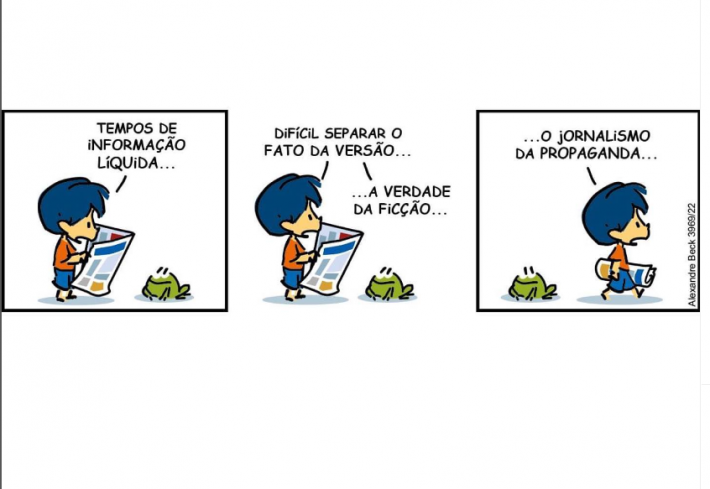 TEMPOS DE
INFORMAÇÃO
LÍQUIDA...
DIFÍCIL SEPARAR O
FATO DA VERSÃO...
...A VERDADE
DA FICÇÃO...
...O JORNALISMO
DA PROPAGANDA...
Alexandre Beck 3969/22